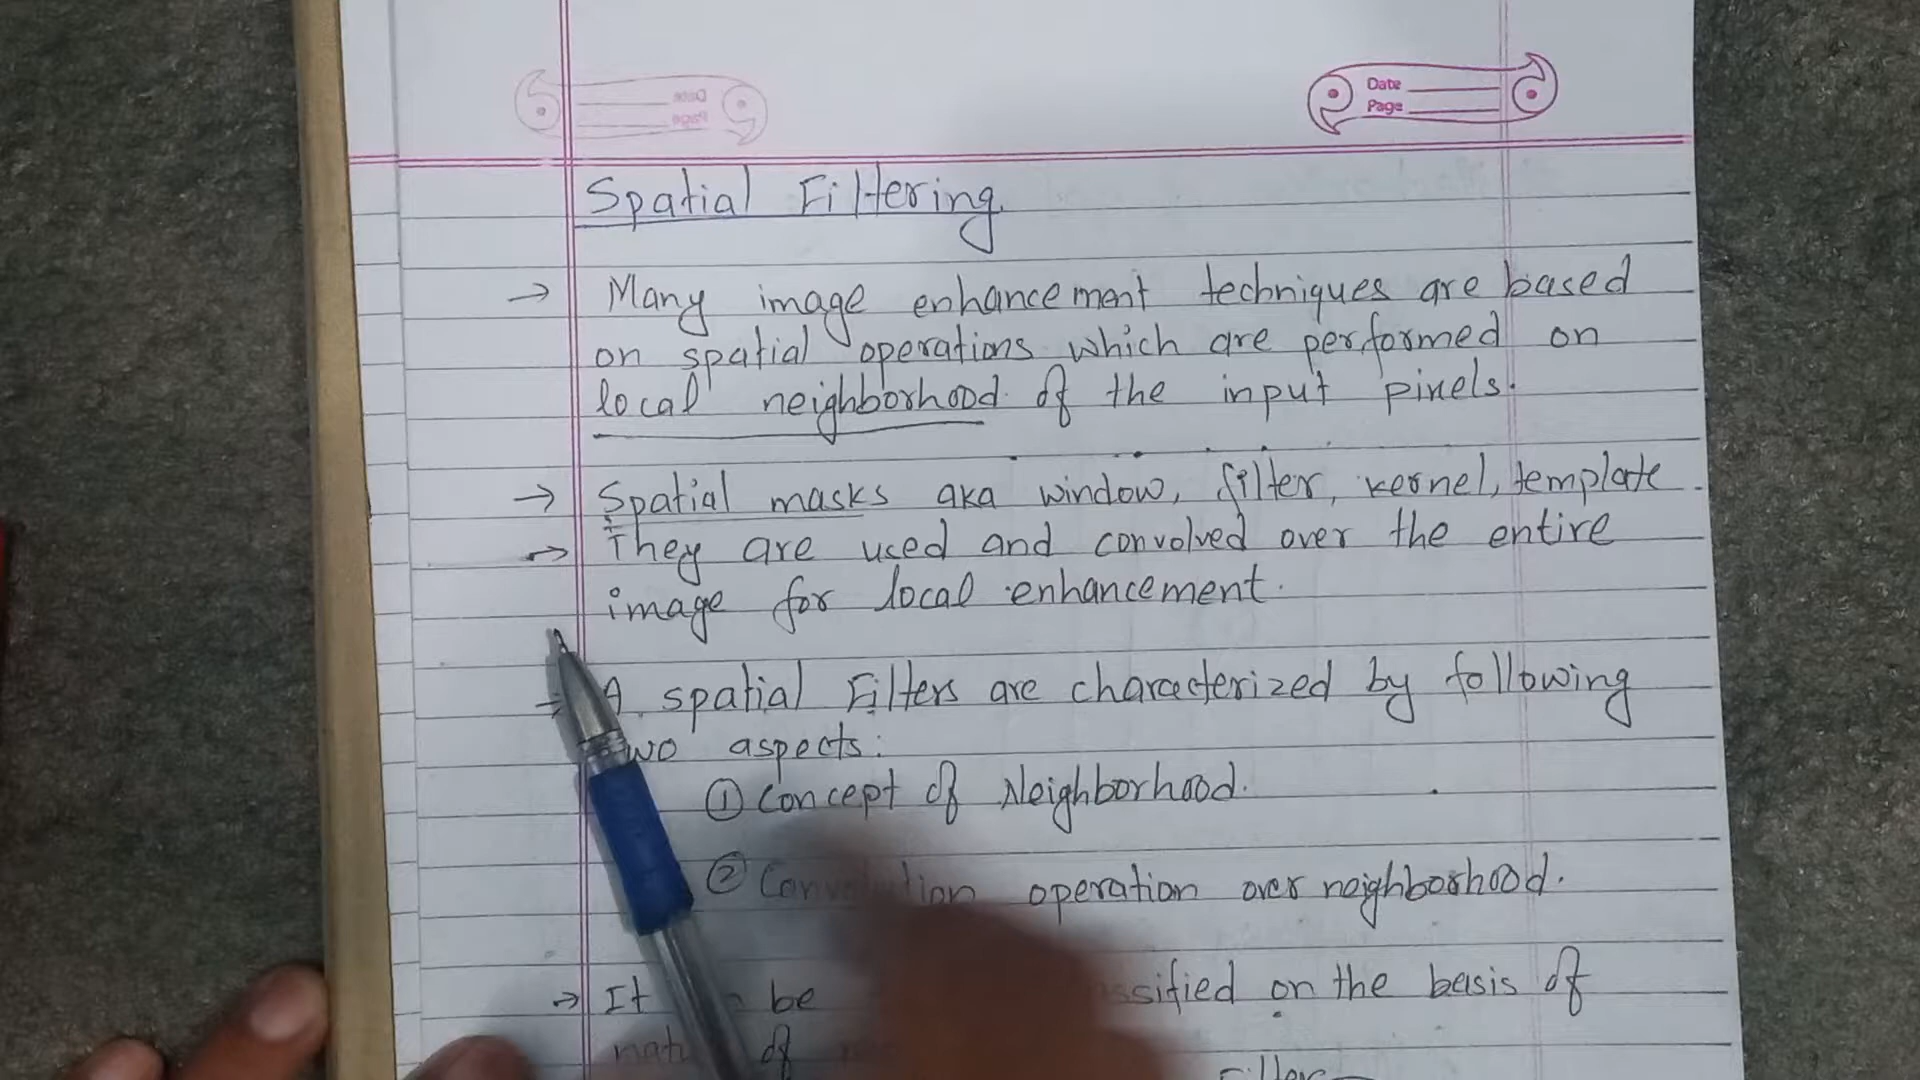 Date
Page
Spatial Filtering
→ Many image enhancement techniques are based
on spatial operations which are performed on
local neighborhood of the input pixels.
→ Spatial masks aka window, filter, kernel, template.
→ They are used and convolved over the entire
image for local enhancement.
A spatial Filters are characterized by following
aspects:
① Concept of Neighborhood.
② operation over neighborhood.
→ It be on the basis of
of